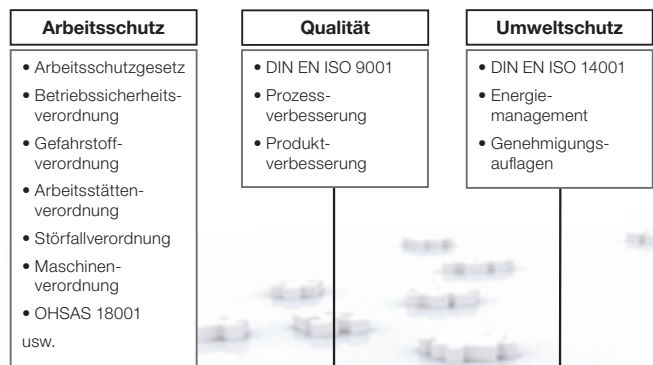 Arbeitsschutz
• Arbeitsschutzgesetz
• Betriebssicherheits-
verordnung
• Gefahrstoff-
verordnung
• Arbeitsstätten-
verordnung
• Störfallverordnung
• Maschinen-
verordnung
• OHSAS 18001
usw.
Qualität
• DIN EN ISO 9001
• Prozess-
verbesserung
• Produkt-
verbesserung
Umweltschutz
• DIN EN ISO 14001
• Energie-
management
• Genehmigungs-
auflagen